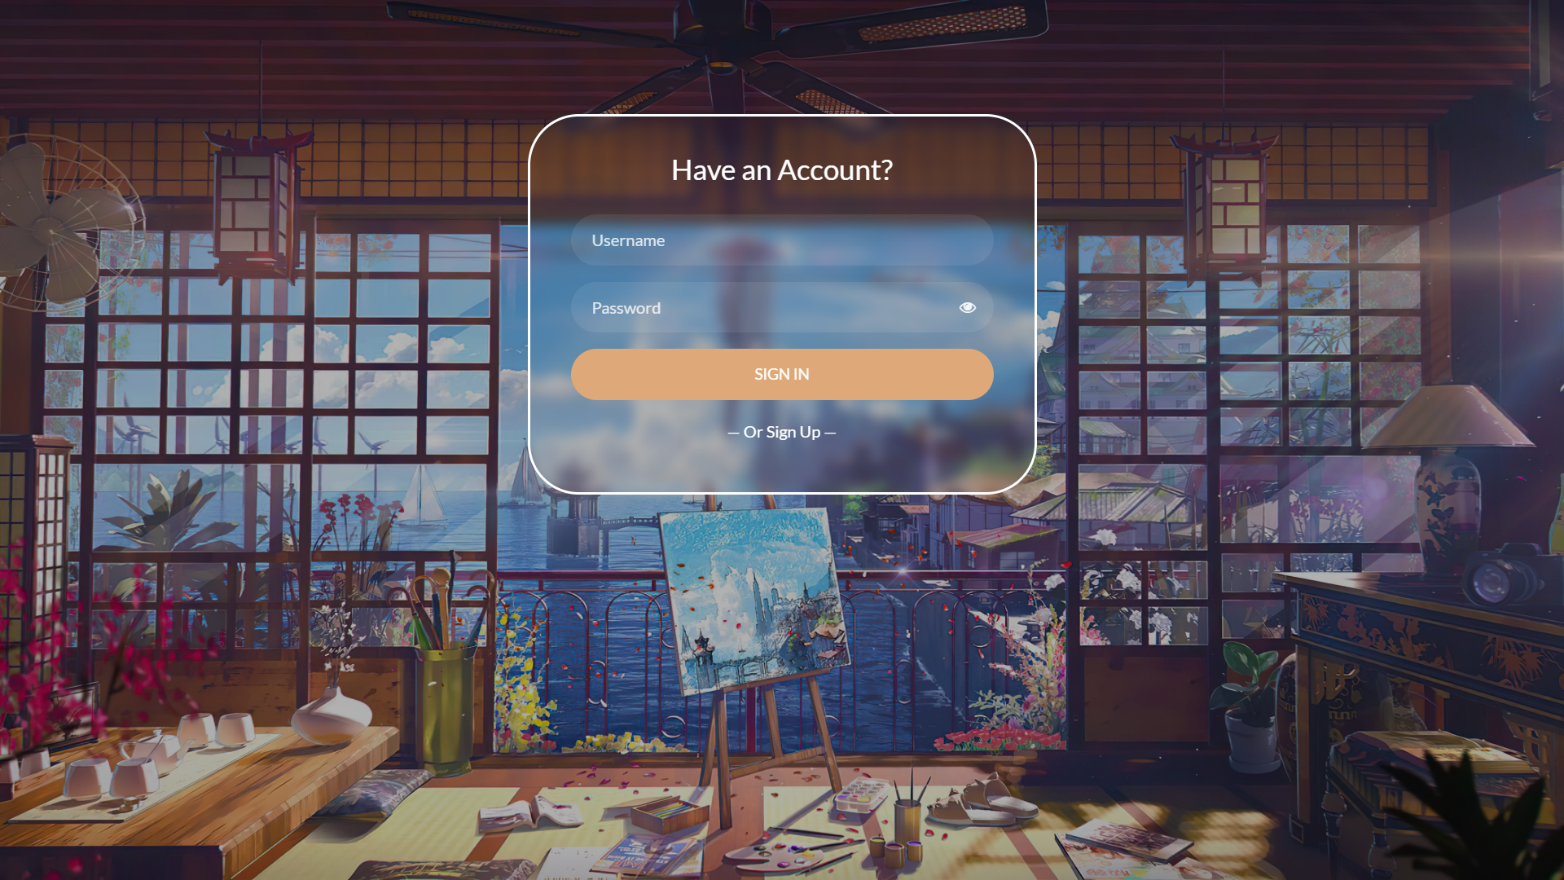 Have an Account?
Username
Password
SIGN IN
— Or Sign Up —